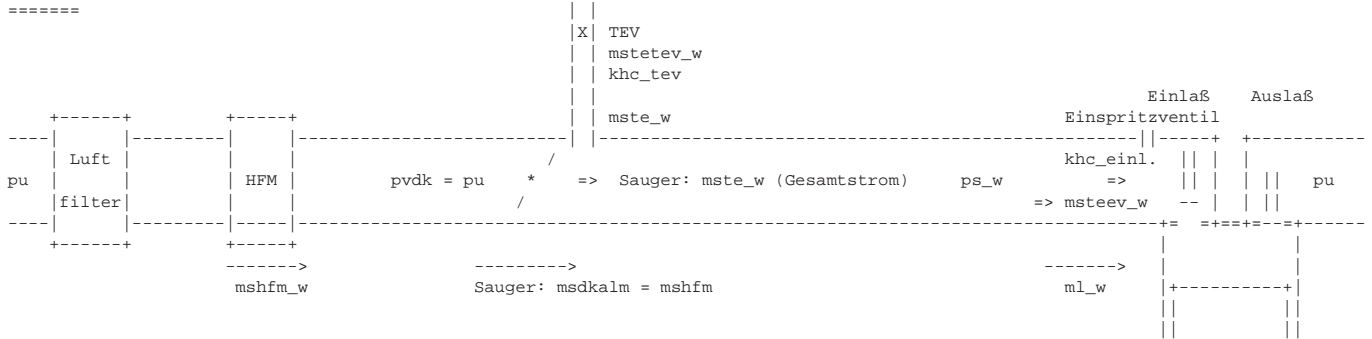 =======
X TEV
mstetev_w
khc_tev
Einlaß Auslaß
mste_w Einspritzventil
Luft khc_einl.
pu HFM pvdk = pu * => Sauger: mste_w (Gesamtstrom) ps_w => pu
filter => msteev_w
-------> ---------> ------->
mshfm_w Sauger: msdkalm = mshfm ml_w